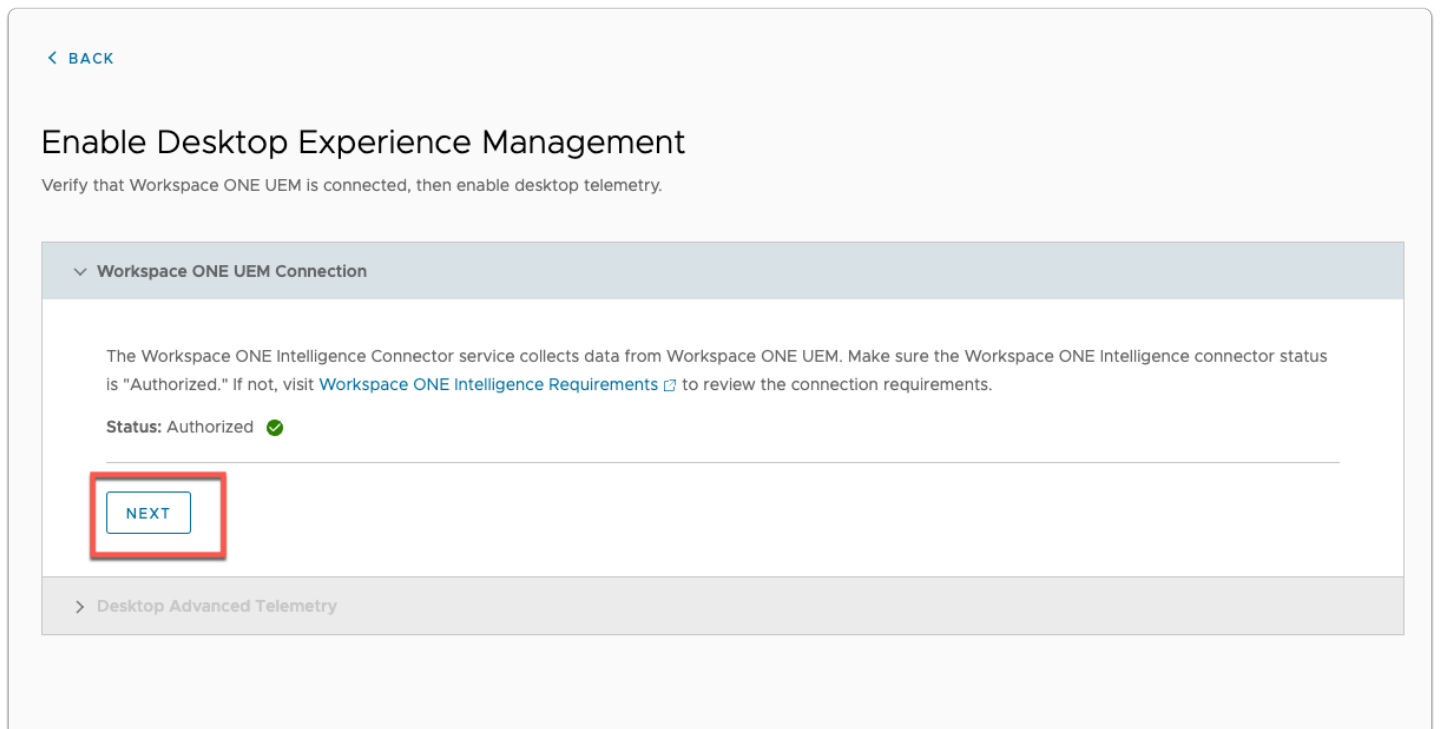 BACK
Enable Desktop Experience Management
Verify that Workspace ONE UEM is connected, then enable desktop telemetry.
Workspace ONE UEM Connection
The Workspace ONE Intelligence Connector service collects data from Workspace ONE UEM. Make sure the Workspace ONE Intelligence connector status
is "Authorized." If not, visit Workspace ONE Intelligence Requirements to review the connection requirements.
Status: Authorized
NEXT
Desktop Advanced Telemetry